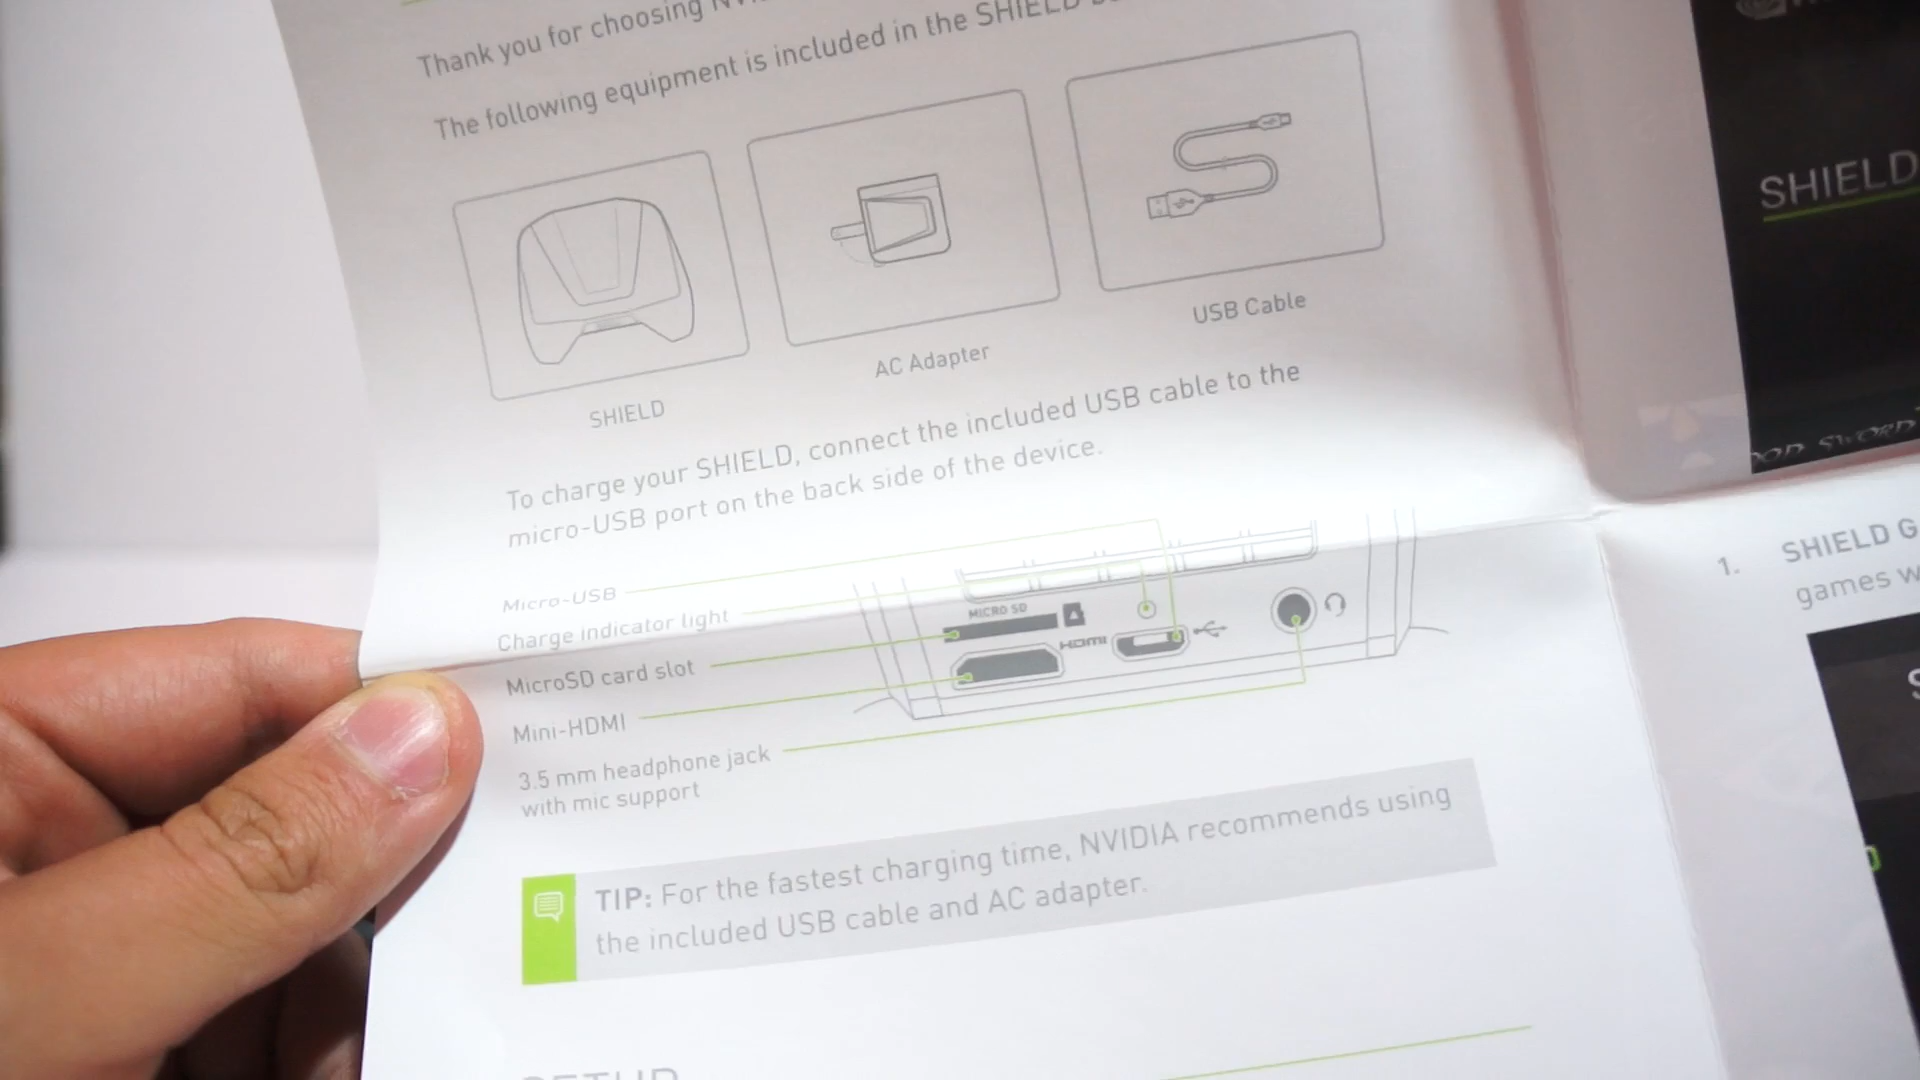 Thank you for choosing
The following equipment is included in the SHIELD
SHIELD
AC Adapter
USB Cable
To charge your SHIELD, connect the included USB cable to the
micro-USB port on the back side of the device.
Micro-USB
Charge indicator light
MicroSD card slot
Mini-HDMI
3.5 mm headphone jack
with mic support
MICRO SD
HDMI
TIP: For the fastest charging time, NVIDIA recommends using
the included USB cable and AC adapter.
SETUP
SHIELD
SWORD
1. SHIELD G
games w